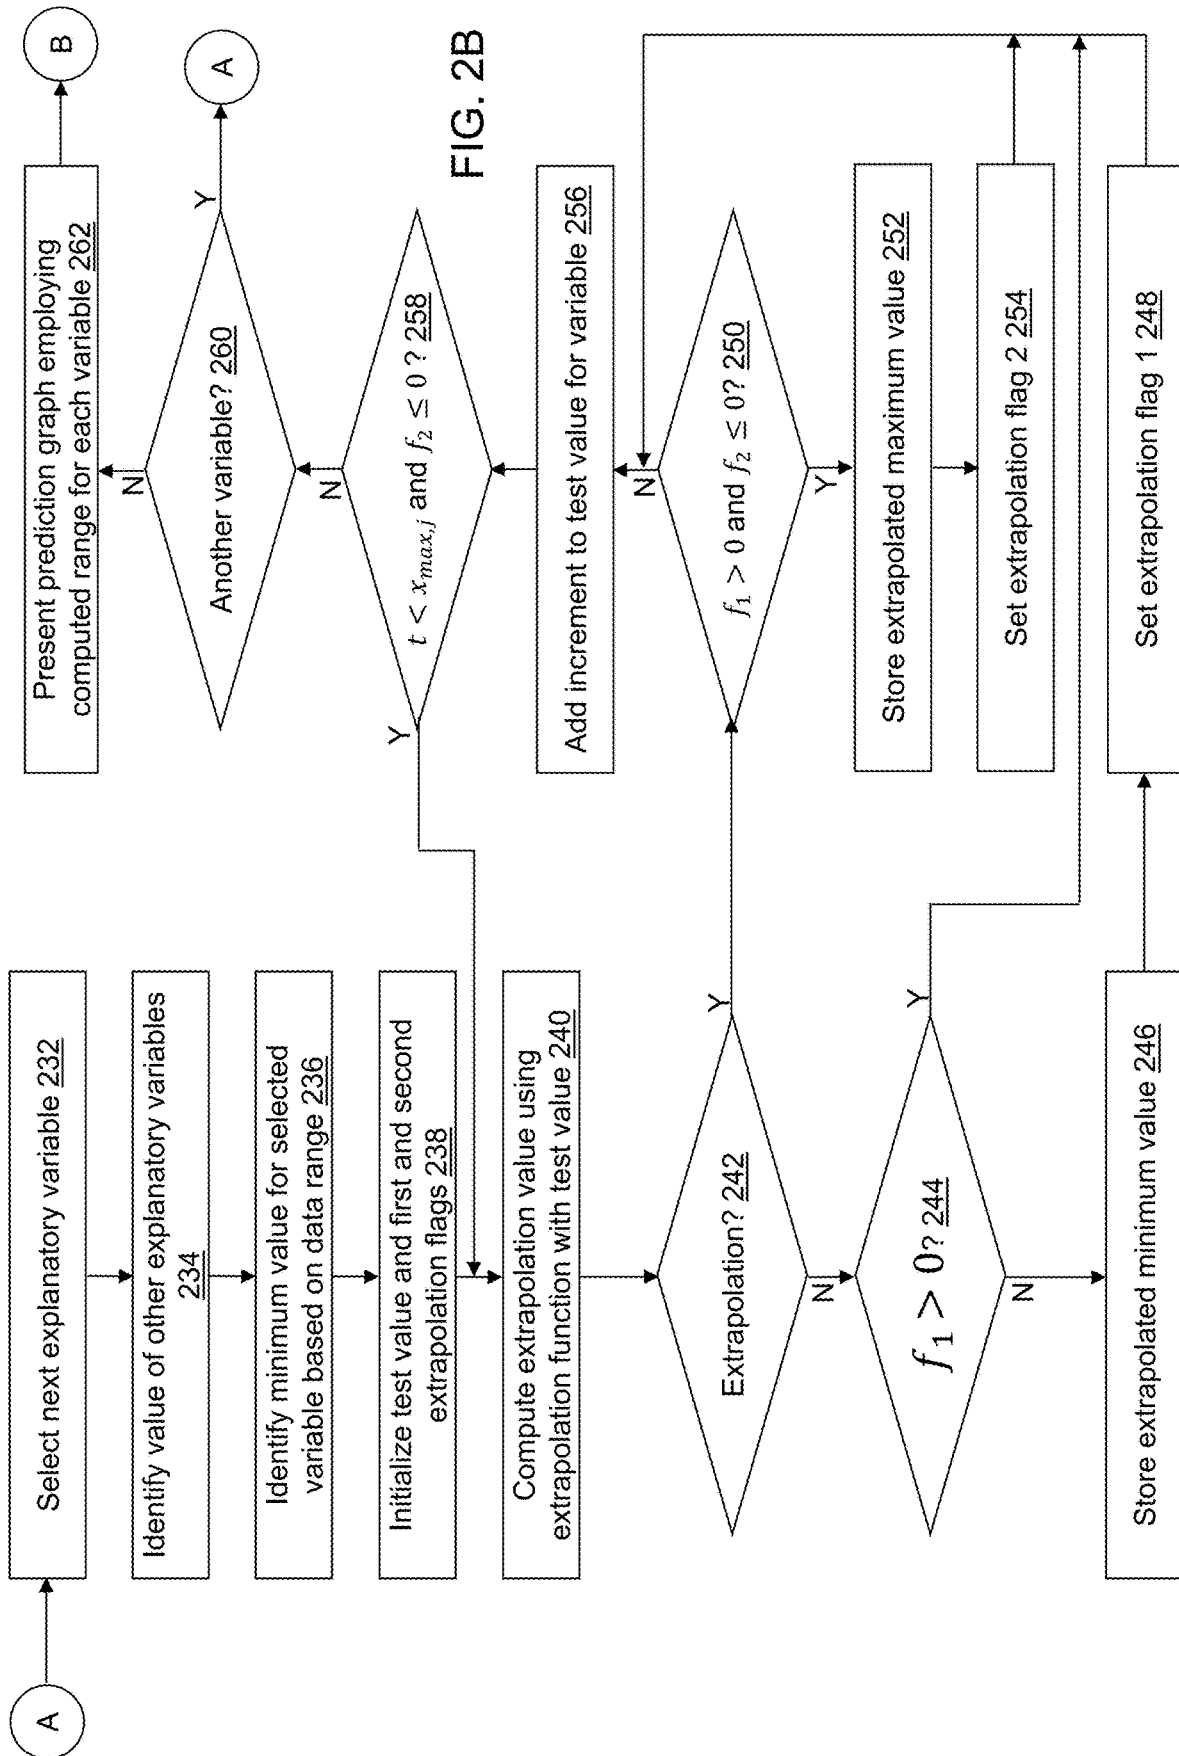 A
Select next explanatory variable 232
Identify value of other explanatory variables
234
Identify minimum value for selected
variable based on data range 236
Initialize test value and first and second
extrapolation flags 238
Compute extrapolation value using
extrapolation function with test value 240
Extrapolation? 242
Y
N
f₁ > 0? 244
Y
N
Store extrapolated minimum value 246
Set extrapolation flag 1 248
f₁ > 0 and f₂ ≤ 0? 250
N
Y
Store extrapolated maximum value 252
Set extrapolation flag 2 254
Add increment to test value for variable 256
t < x_{max,j} and f₂ ≤ 0 ? 258
Y
N
Another variable? 260
Y
N
A
Present prediction graph employing
computed range for each variable 262
B
FIG. 2B